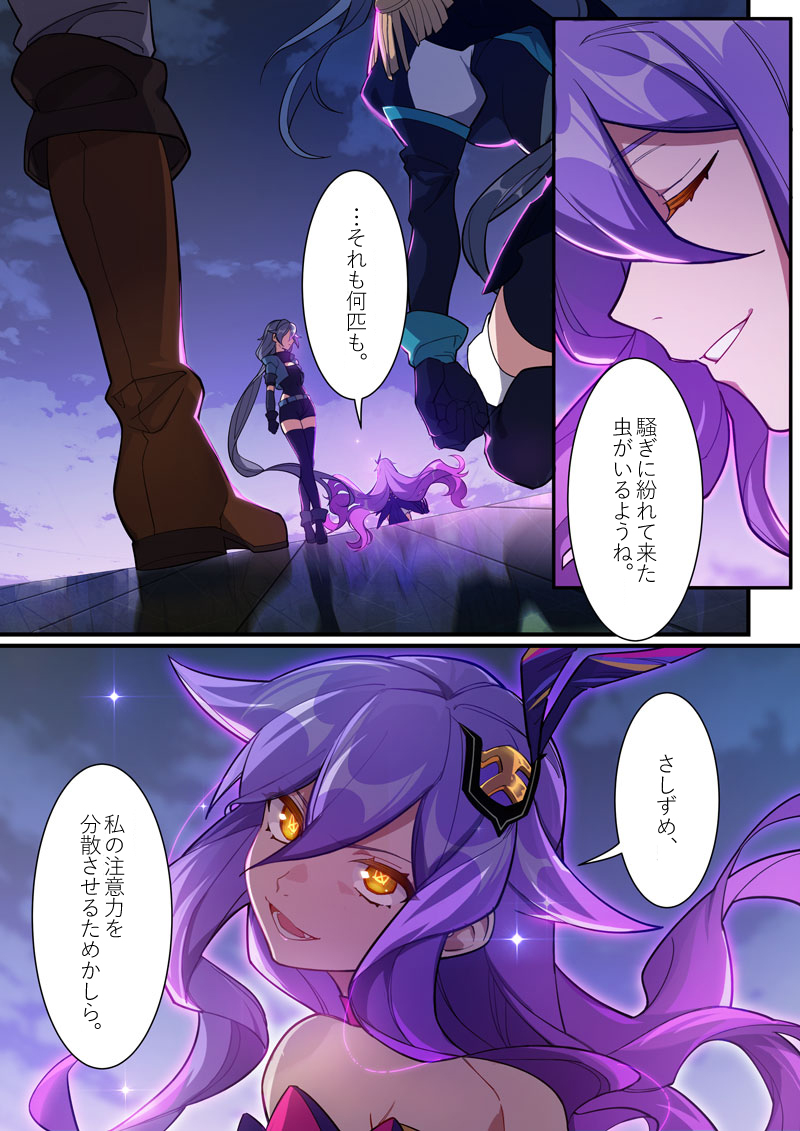 騒ぎに紛れて来た
虫がいるようね。
…それも何匹も。
さしずめ、
私の注意力を
分散させるためかしら。